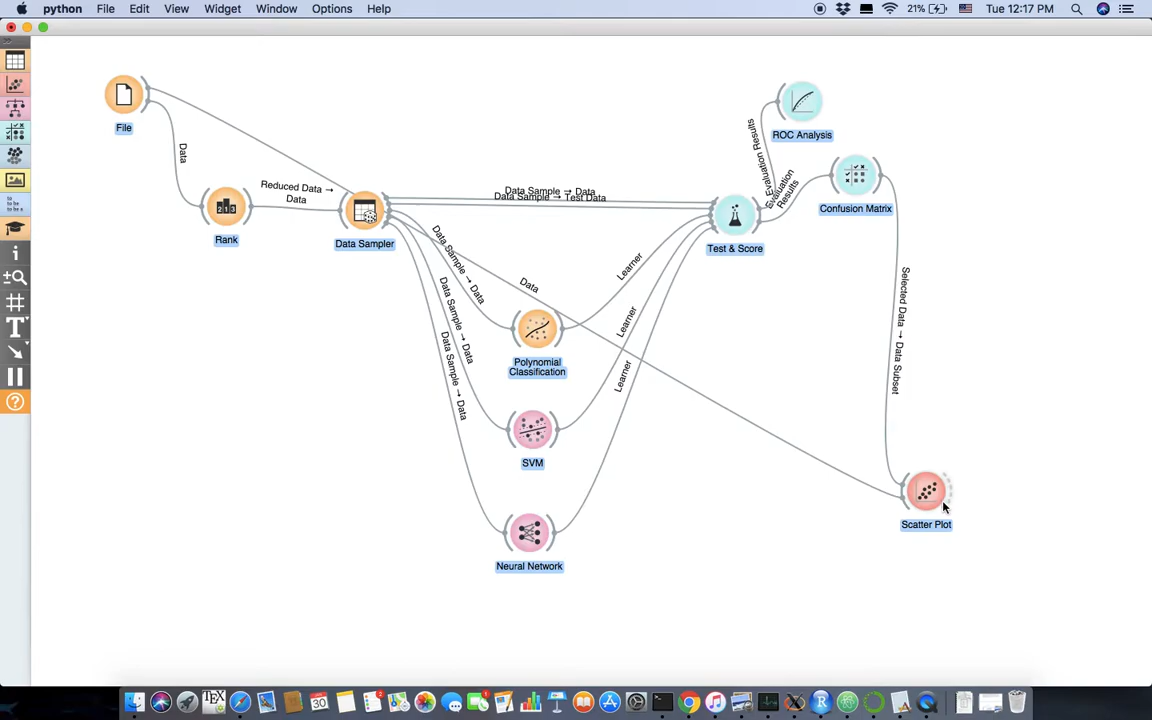 python File Edit View Widget Window Options Help 21% Tue 12:17 PM
File
ROC Analysis
Data
Evaluation Results
Evaluation
Results
Reduced Data →
Data
Data Sample → Data
Data Sample → Test Data
Confusion Matrix
Rank
Data Sampler
Test & Score
Data Sample → Data
Data Sample → Data
Data Sample → Data
Data
Learner
Learner
Learner
Selected Data → Data Subset
Polynomial
Classification
SVM
Scatter Plot
Neural Network